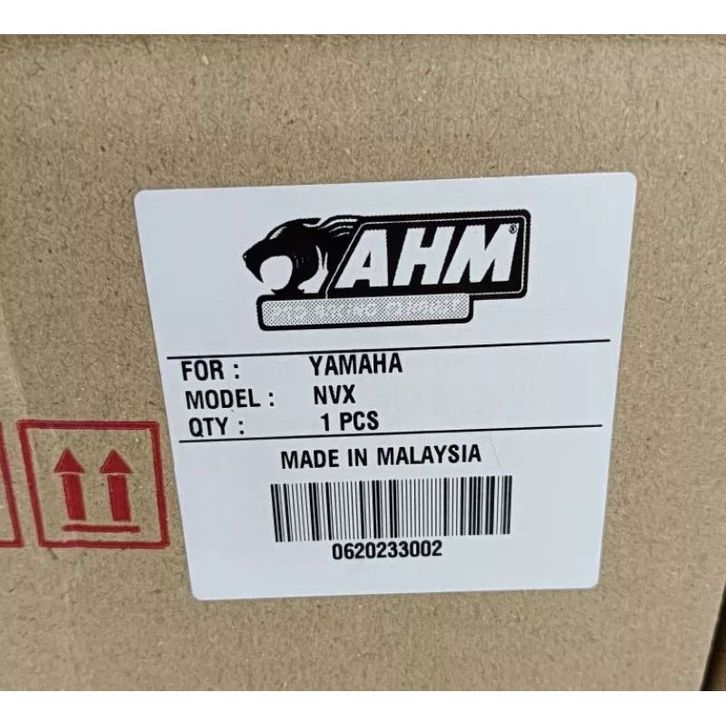 AHM®
FOR : YAMAHA
MODEL : NVX
QTY : 1 PCS
MADE IN MALAYSIA
0620233002